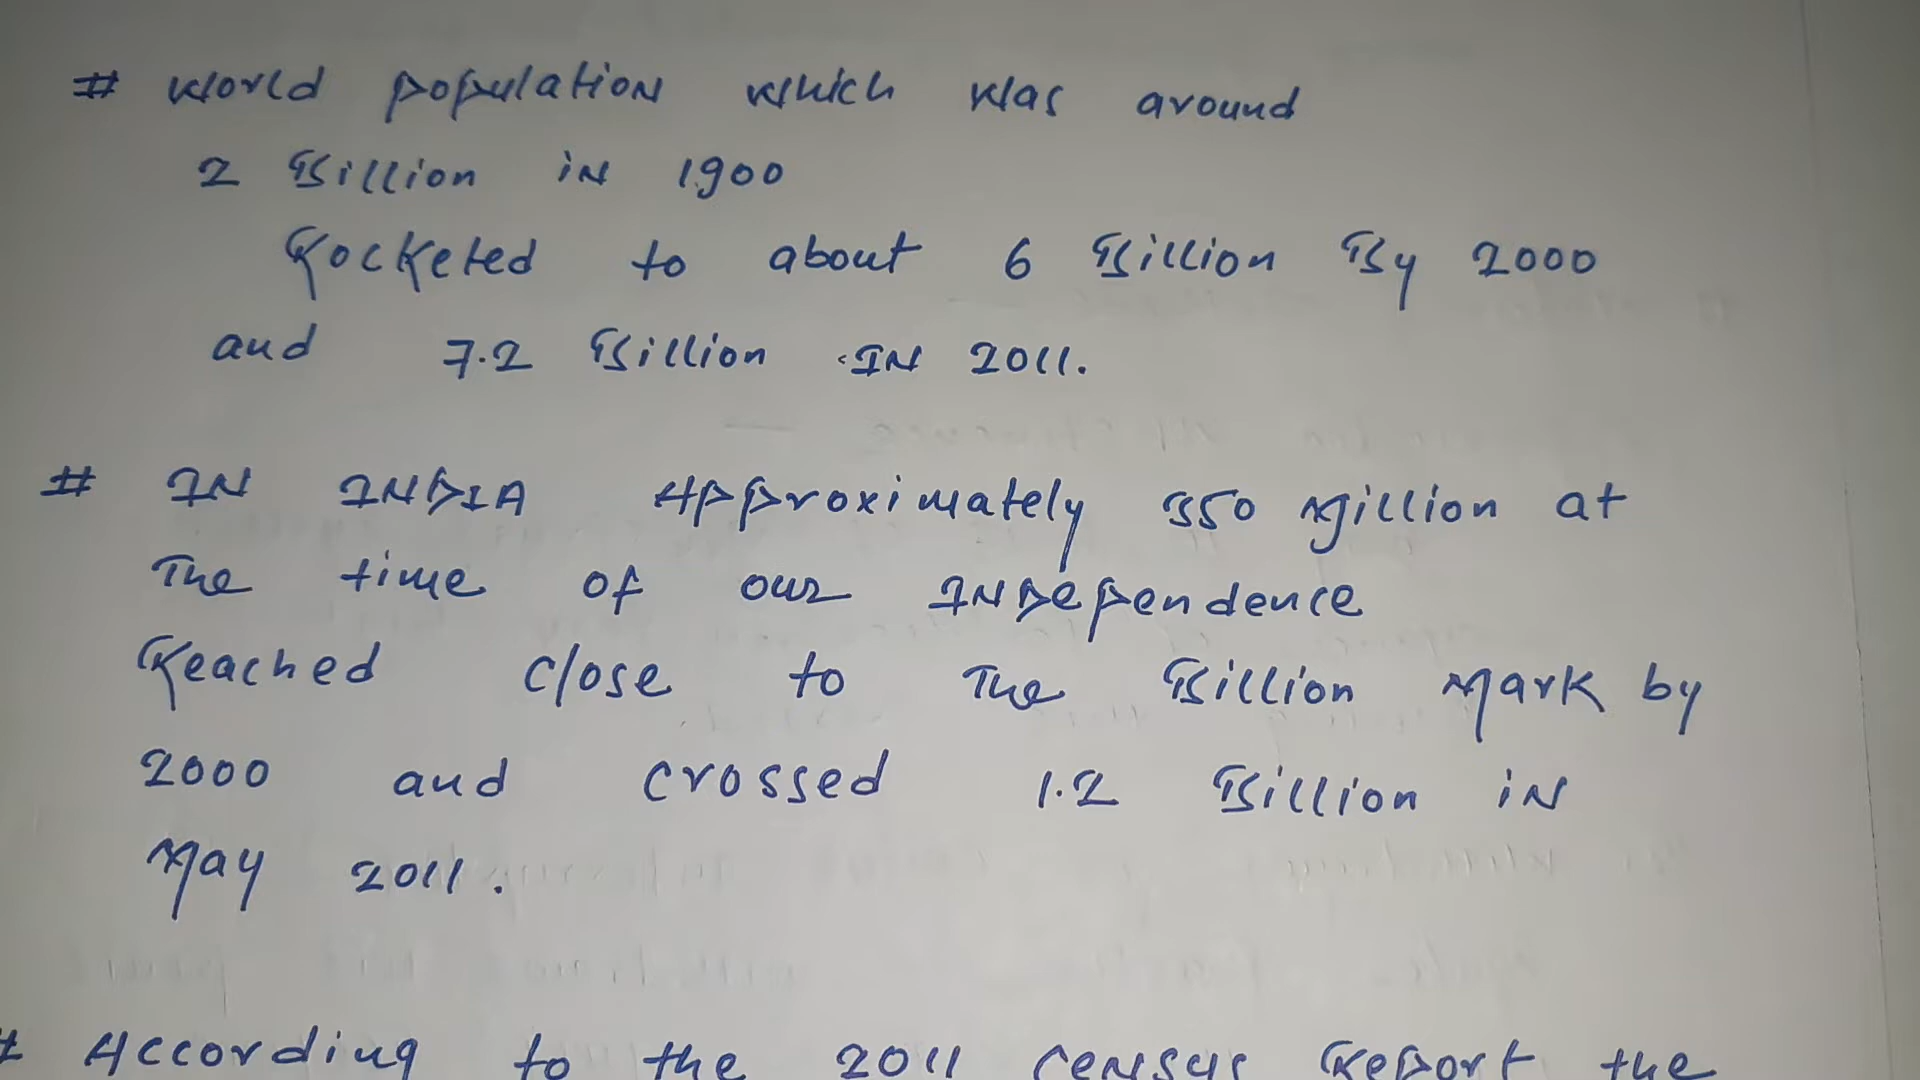 # World population which was around
2 Billion in 1900
Rocketed to about 6 Billion By 2000
and 7.2 Billion IN 2011.
# IN INDIA Approximately 350 Million at
The time of our INDependence
Reached close to The Billion Mark by
2000 and crossed 1.2 Billion in
May 2011.
# According to the 2011 census Report the